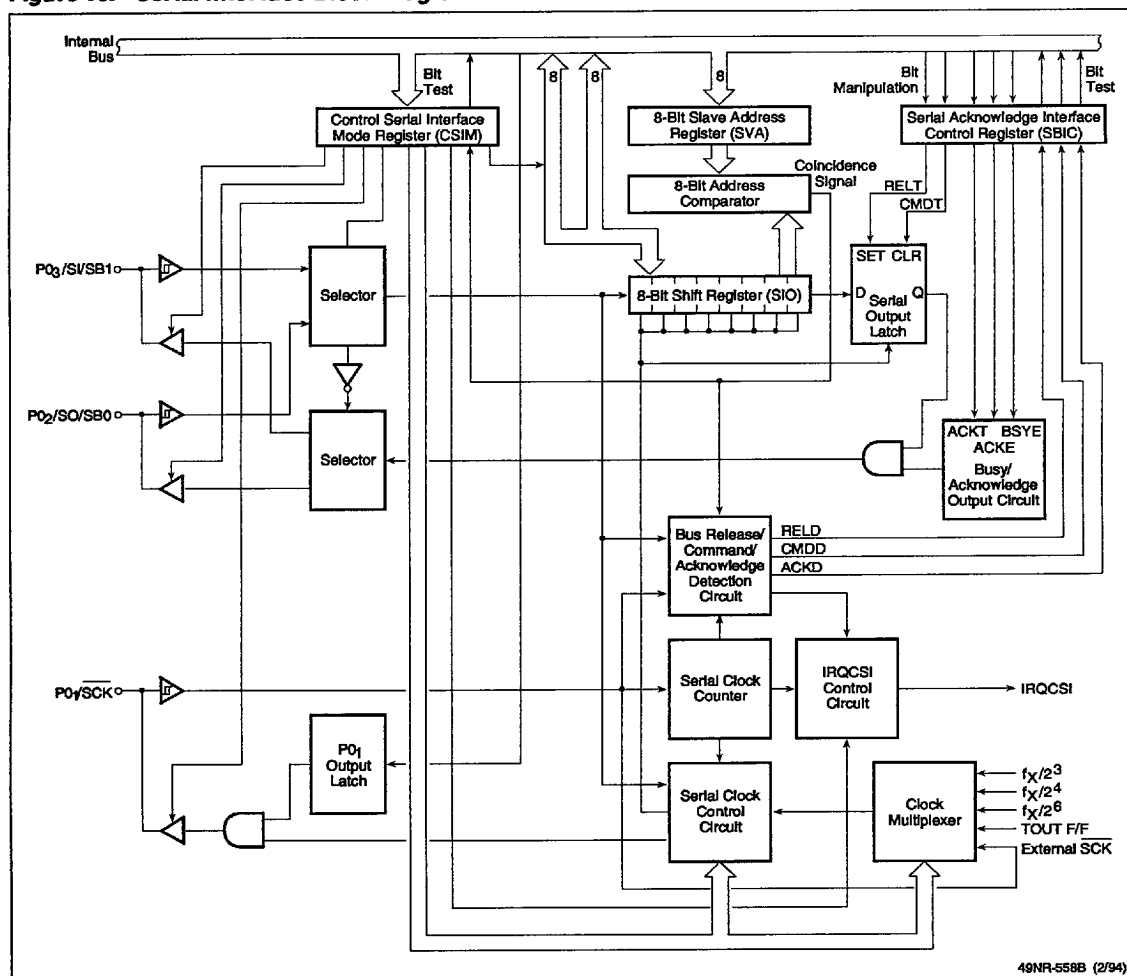 Internal
Bus
Bit
Test
8
8
8
Bit
Manipulation
Bit
Test
Control Serial Interface
Mode Register (CSIM)
8-Bit Slave Address
Register (SVA)
Serial Acknowledge Interface
Control Register (SBIC)
8-Bit Address
Comparator
Coincidence
Signal
RELT
CMDT
P0₃/SI/SB1
Selector
8-Bit Shift Register (SIO)
SET CLR
D Q
Serial
Output
Latch
P0₂/SO/SB0
Selector
ACKT BSYE
ACKE
Busy/
Acknowledge
Output Circuit
Bus Release/
Command/
Acknowledge
Detection
Circuit
RELD
CMDD
ACKD
P0₁/S̅C̅K̅
Serial Clock
Counter
IRQCSI
Control
Circuit
IRQCSI
P0₁
Output
Latch
Serial Clock
Control
Circuit
Clock
Multiplexer
fX/2³
fX/2⁴
fX/2⁶
TOUT F/F
External S̅C̅K̅
49NR-558B (2/94)